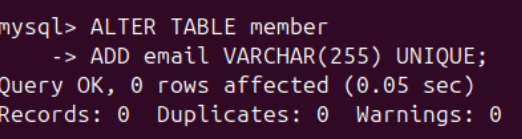 mysql> ALTER TABLE member
    -> ADD email VARCHAR(255) UNIQUE;
Query OK, 0 rows affected (0.05 sec)
Records: 0  Duplicates: 0  Warnings: 0